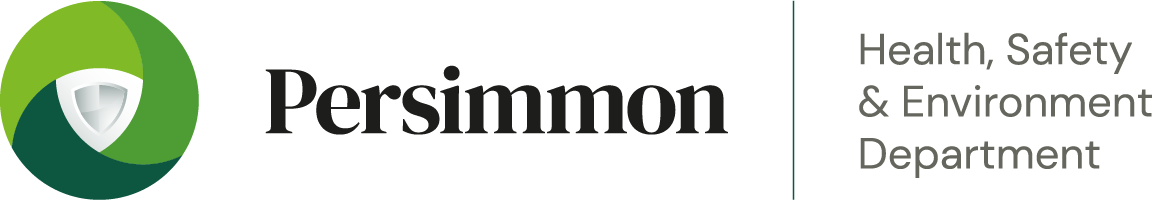 Persimmon
Health, Safety
& Environment
Department